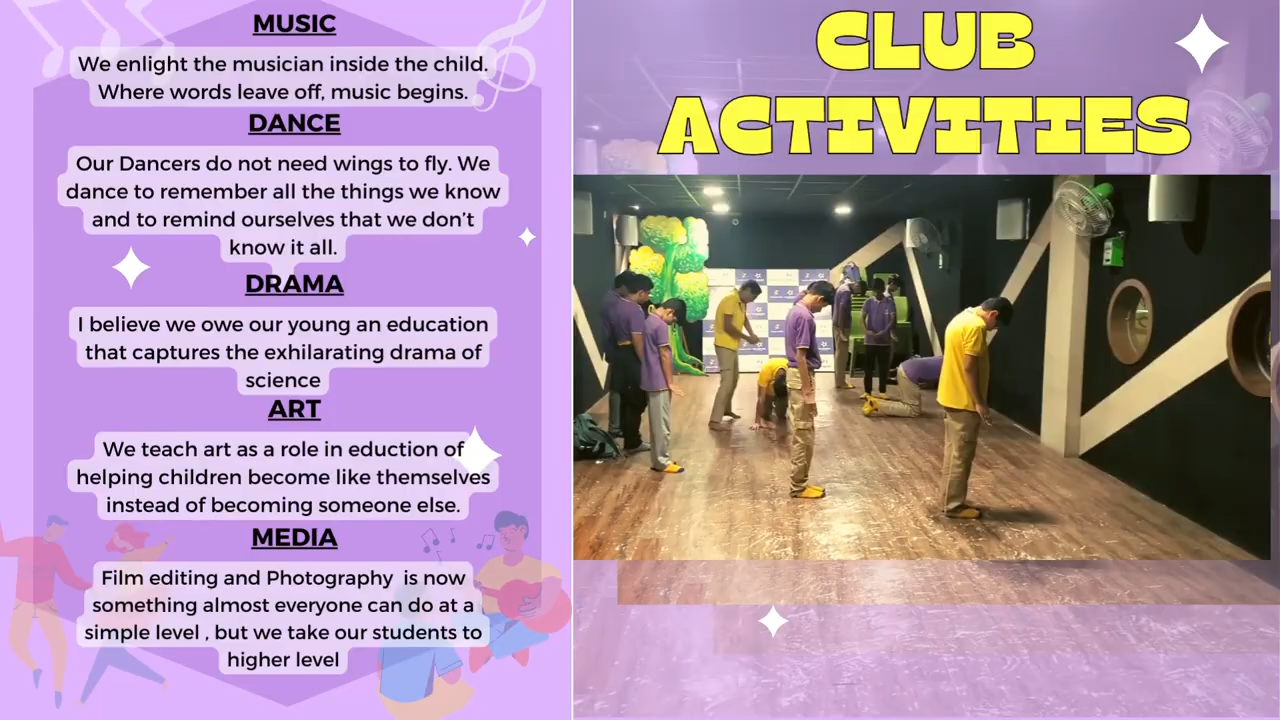 MUSIC
We enlight the musician inside the child.
Where words leave off, music begins.
DANCE
Our Dancers do not need wings to fly. We
dance to remember all the things we know
and to remind ourselves that we don't
know it all.
DRAMA
I believe we owe our young an education
that captures the exhilarating drama of
science
ART
We teach art as a role in eduction of
helping children become like themselves
instead of becoming someone else.
MEDIA
Film editing and Photography is now
something almost everyone can do at a
simple level , but we take our students to
higher level
CLUB
ACTIVITIES